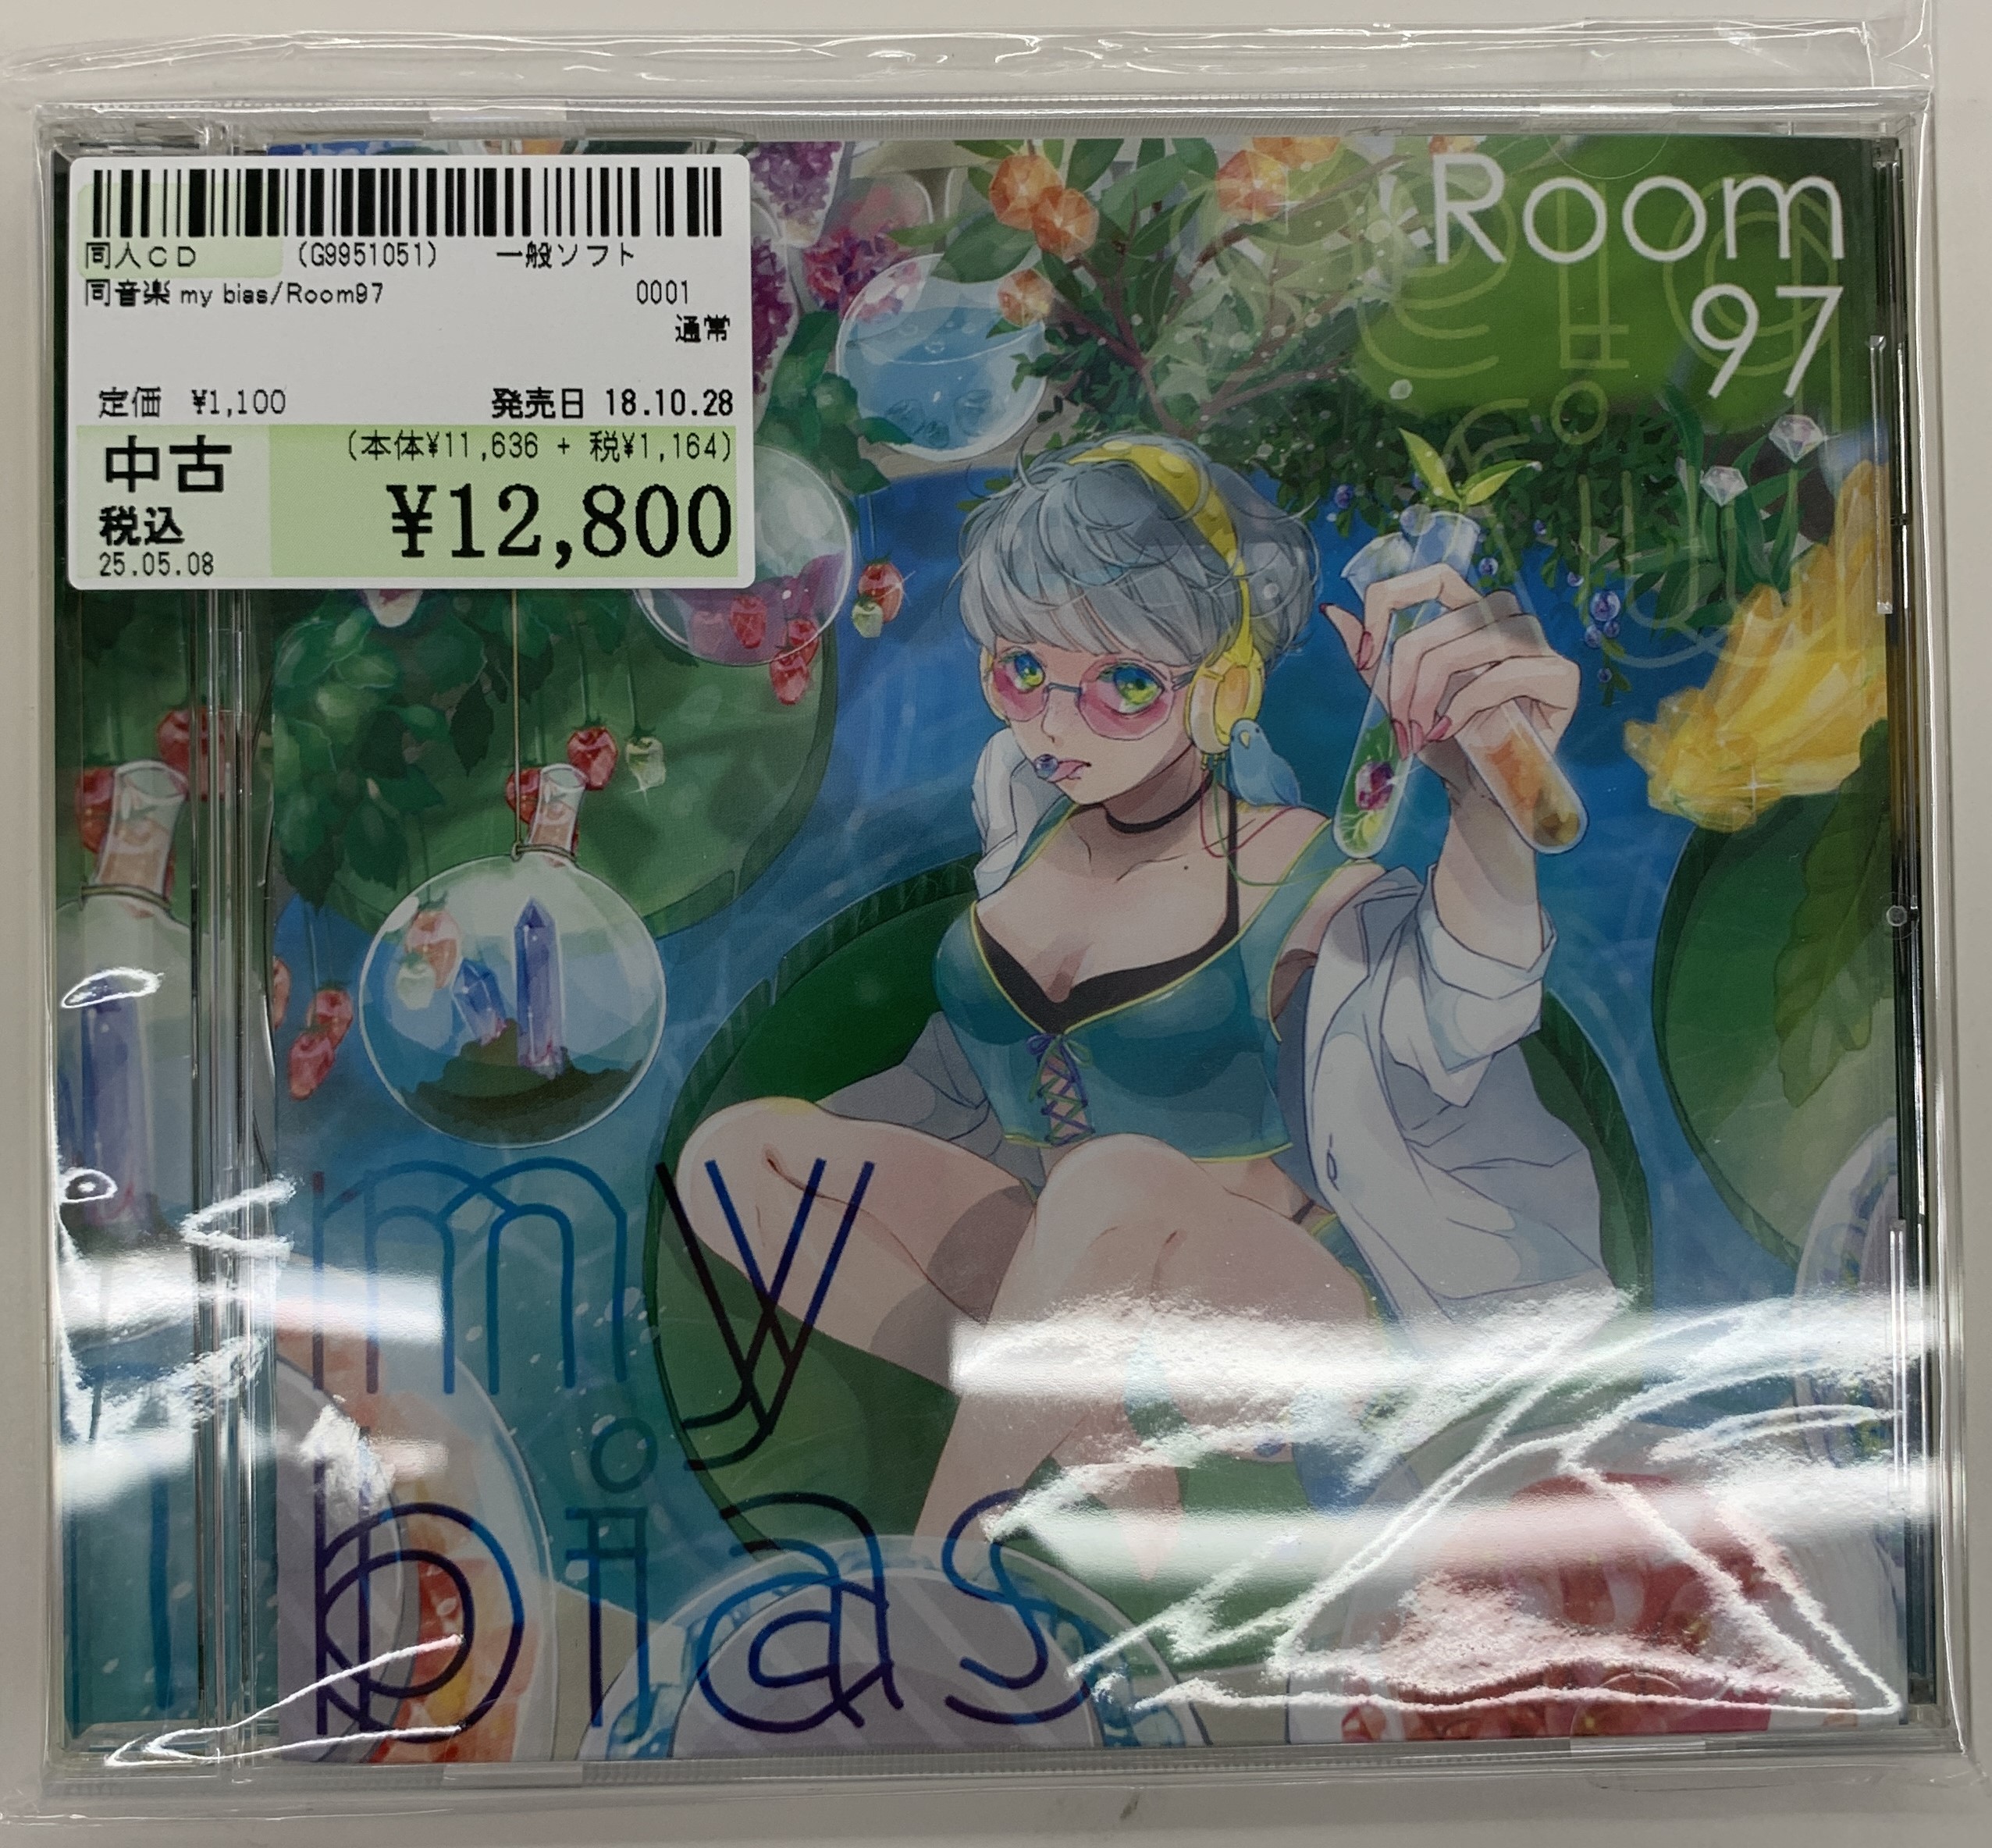 同人CD (G9951051) 一般ソフト
同音楽 my bias/Room97 0001
通常
定価 ¥1,100 発売日 18.10.28
中古 (本体¥11,636 + 税¥1,164)
税込 ¥12,800
25.05.08
Room
97
my
bias